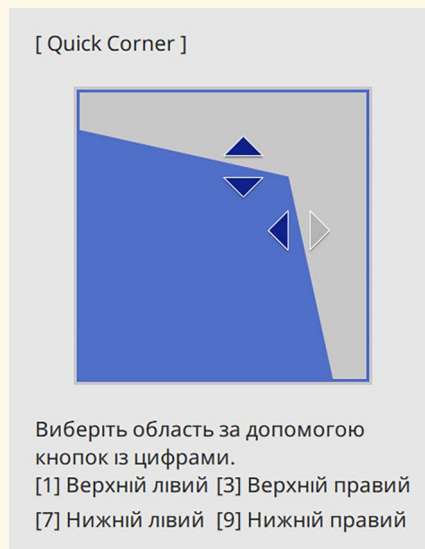 [ Quick Corner ]
Виберіть область за допомогою
кнопок із цифрами.
[1] Верхній лівий [3] Верхній правий
[7] Нижній лівий [9] Нижній правий